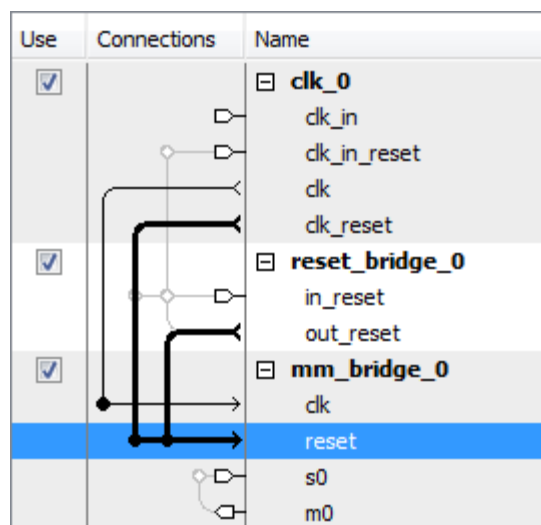 Use Connections Name
clk_0
clk_in
clk_in_reset
clk
clk_reset
reset_bridge_0
in_reset
out_reset
mm_bridge_0
clk
reset
s0
m0